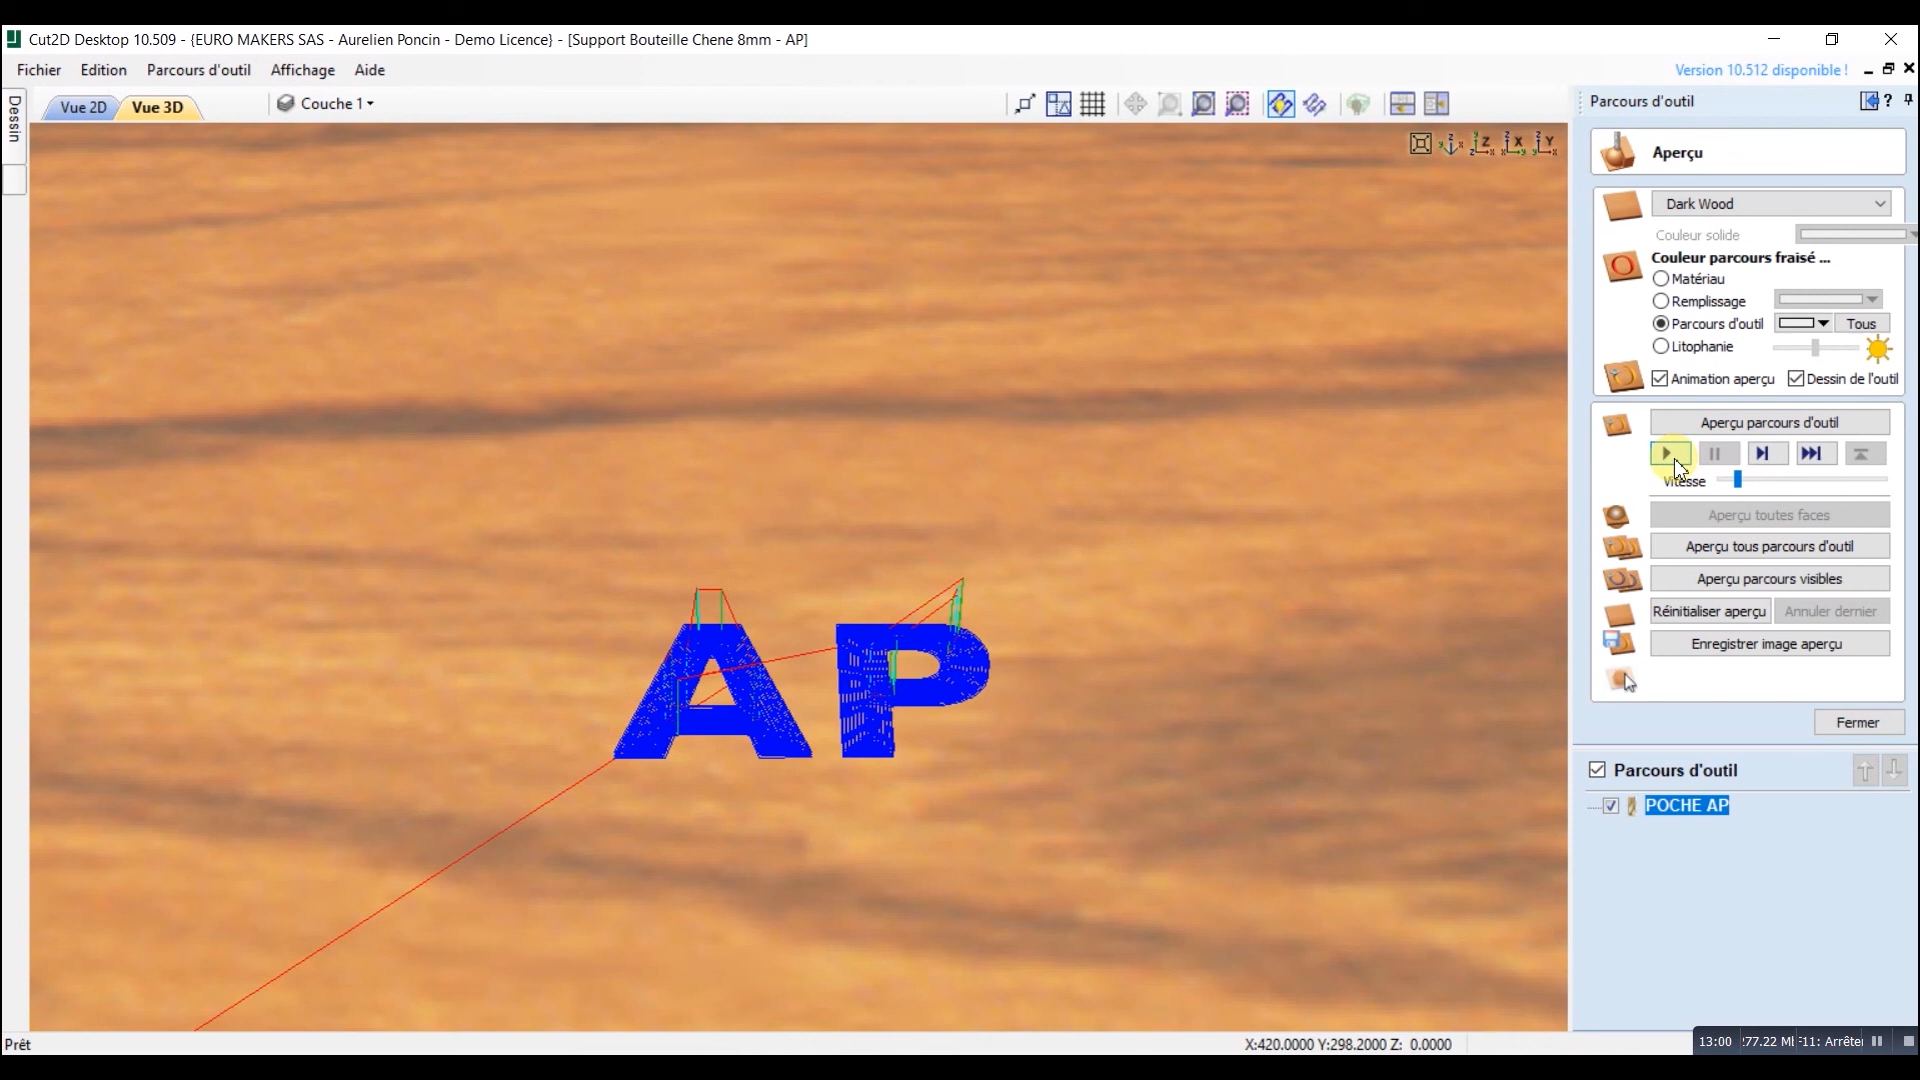 Cut2D Desktop 10.509 - {EURO MAKERS SAS - Aurelien Poncin - Demo Licence} - [Support Bouteille Chene 8mm - AP]
Fichier Edition Parcours d'outil Affichage Aide Version 10.512 disponible !
Dessin
Vue 2D Vue 3D Couche 1
Parcours d'outil
Aperçu
Dark Wood
Couleur solide
Couleur parcours fraisé ...
Matériau
Remplissage
Parcours d'outil Tous
Litophanie
Animation aperçu Dessin de l'outil
Aperçu parcours d'outil
Vitesse
Aperçu toutes faces
Aperçu tous parcours d'outil
Aperçu parcours visibles
Réinitialiser aperçu Annuler dernier
Enregistrer image aperçu
Fermer
Parcours d'outil
POCHE AP
AP
Prêt X:420.0000 Y:298.2000 Z: 0.0000
13:00 77.22 F11: Arrêter